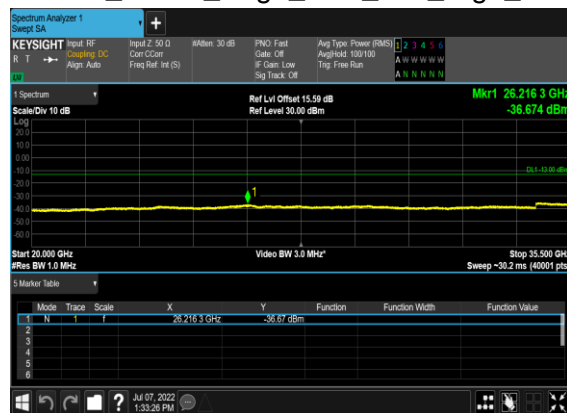 Spectrum Analyzer 1
Swept SA
+
KEYSIGHT Input: RF Input Z: 50 Ω #Atten: 30 dB PNO: Fast Avg Type: Power (RMS) 1 2 3 4 5 6
R T Coupling: DC Corr CCorr Gate: Off Avg|Hold: 100/100 A W W W W W
Align: Auto Freq Ref: Int (S) IF Gain: Low Trig: Free Run
Sig Track: Off A N N N N N
1 Spectrum Ref Lvl Offset 15.59 dB Mkr1 26.216 3 GHz
Scale/Div 10 dB Ref Level 30.00 dBm -36.674 dBm
Log
20.0
10.0
0.00
-10.0 DL1 -13.00 dBm
-20.0
-30.0 1
-40.0
-50.0
-60.0
Start 20.000 GHz Video BW 3.0 MHz* Stop 35.500 GHz
#Res BW 1.0 MHz Sweep ~30.2 ms (40001 pts)
5 Marker Table
Mode Trace Scale X Y Function Function Width Function Value
1 N 1 f 26.216 3 GHz -36.67 dBm
2
3
4
5
6
? Jul 07, 2022
1:33:26 PM